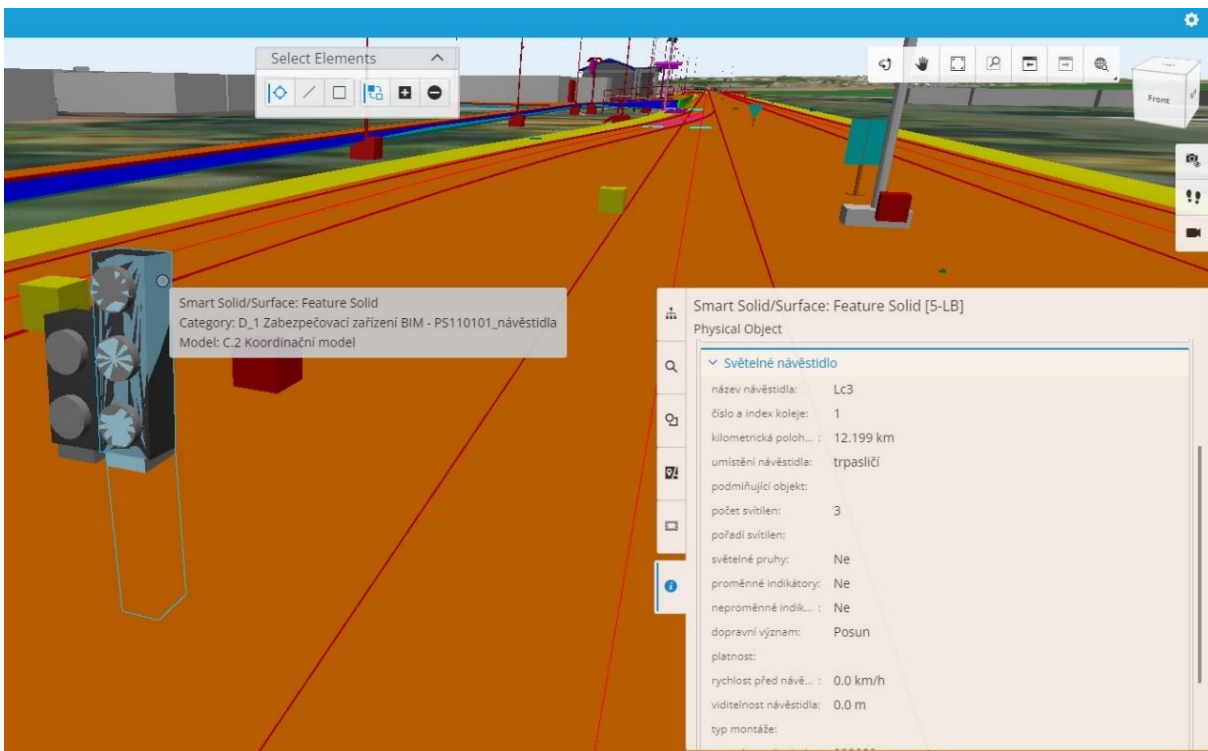 Select Elements
Front
Smart Solid/Surface: Feature Solid
Category: D_1 Zabezpečovací zařízení BIM - PS110101_návěstidla
Model: C.2 Koordinační model
Smart Solid/Surface: Feature Solid [5-LB]
Physical Object
Světelné návěstidlo
název návěstidla: Lc3
číslo a index koleje: 1
kilometrická poloh... : 12.199 km
umístění návěstidla: trpasličí
podmiňující objekt:
počet svítilen: 3
pořadí svítilen:
světelné pruhy: Ne
proměnné indikátory: Ne
neproměnné indik... : Ne
dopravní význam: Posun
platnost:
rychlost před návě... : 0.0 km/h
viditelnost návěstidla: 0.0 m
typ montáže: